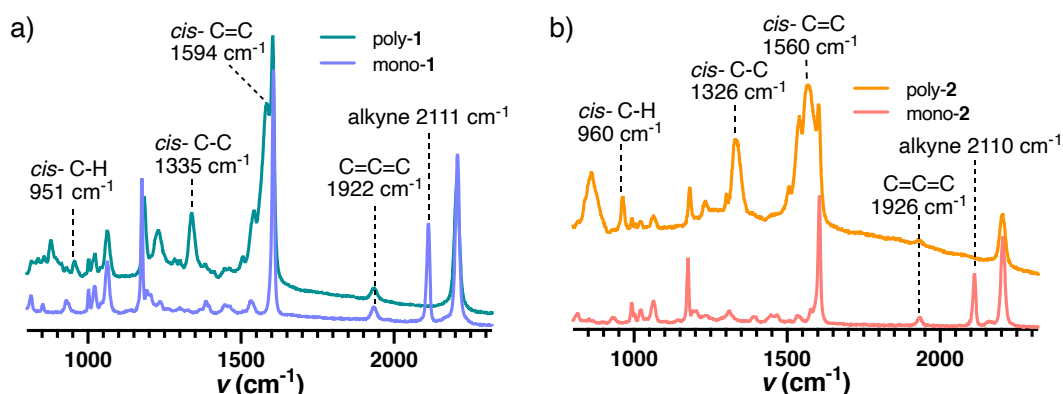 a)
cis- C=C
1594 cm-1
poly-1
mono-1
alkyne 2111 cm-1
cis- C-C
1335 cm-1
cis- C-H
951 cm-1
C=C=C
1922 cm-1
1000
1500
2000
v (cm-1)
b)
cis- C=C
1560 cm-1
poly-2
mono-2
cis- C-C
1326 cm-1
cis- C-H
960 cm-1
alkyne 2110 cm-1
C=C=C
1926 cm-1
1000
1500
2000
v (cm-1)